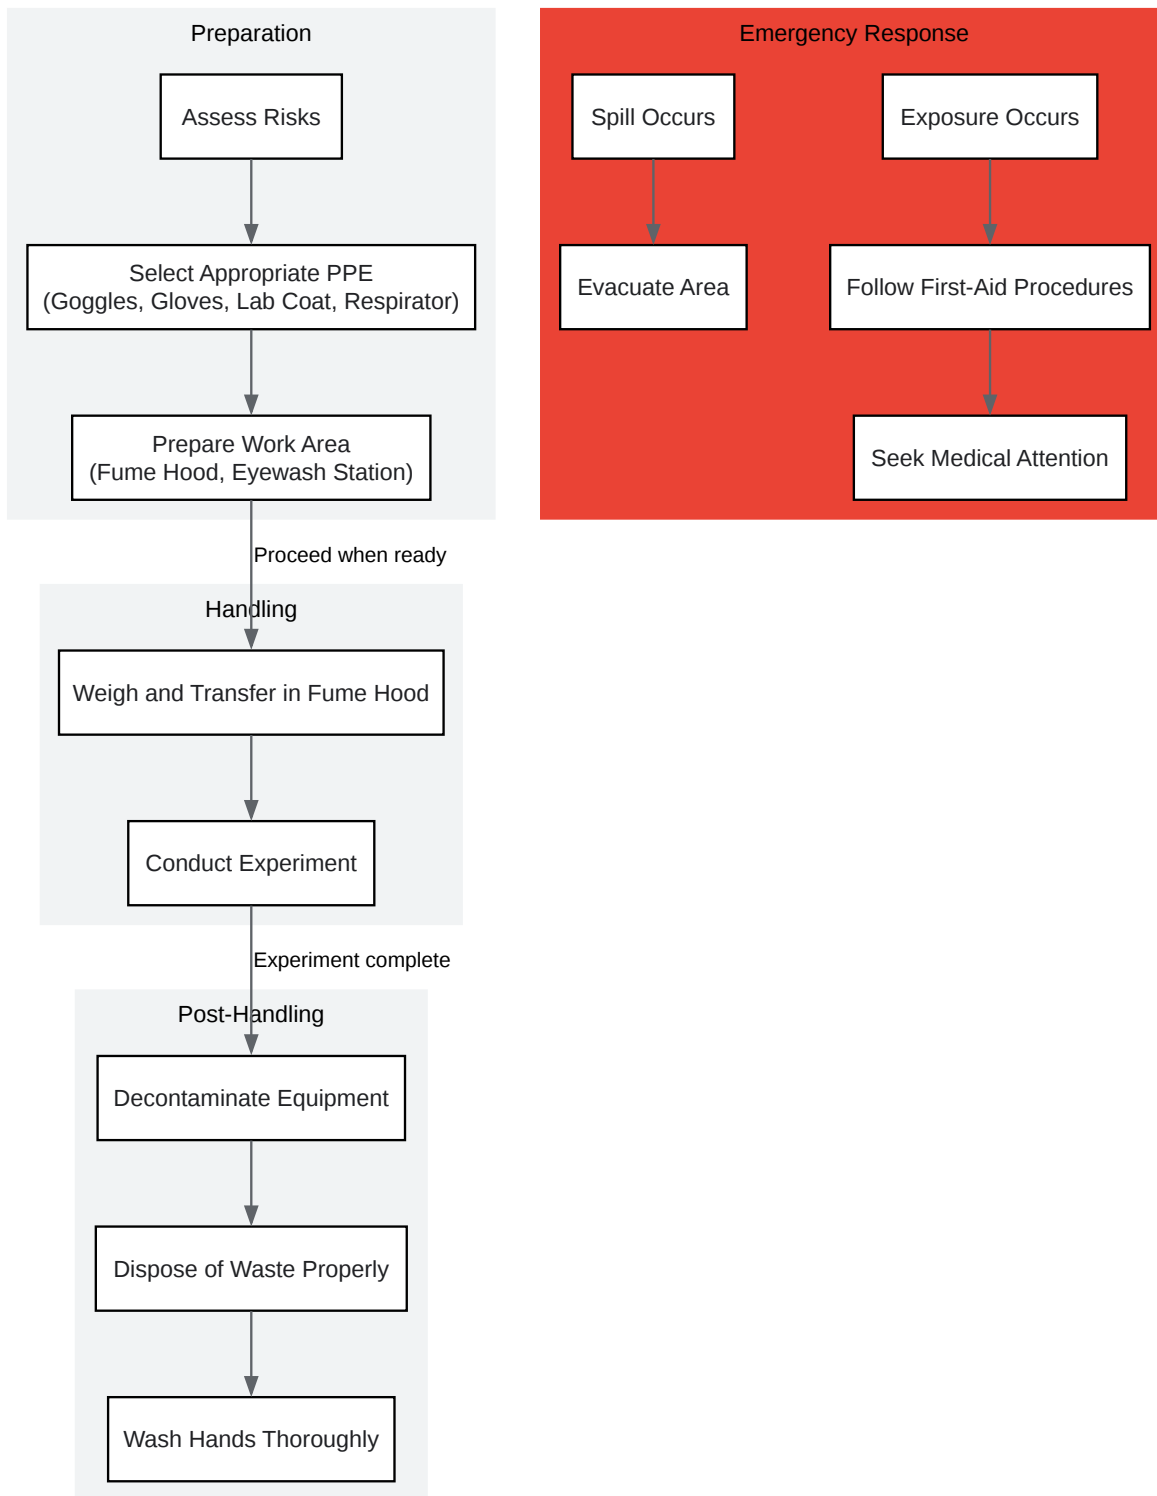 Preparation
Assess Risks
Select Appropriate PPE
(Goggles, Gloves, Lab Coat, Respirator)
Prepare Work Area
(Fume Hood, Eyewash Station)
Proceed when ready
Handling
Weigh and Transfer in Fume Hood
Conduct Experiment
Experiment complete
Post-Handling
Decontaminate Equipment
Dispose of Waste Properly
Wash Hands Thoroughly
Emergency Response
Spill Occurs
Evacuate Area
Exposure Occurs
Follow First-Aid Procedures
Seek Medical Attention